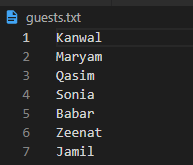 guests.txt
1 Kanwal
2 Maryam
3 Qasim
4 Sonia
5 Babar
6 Zeenat
7 Jamil